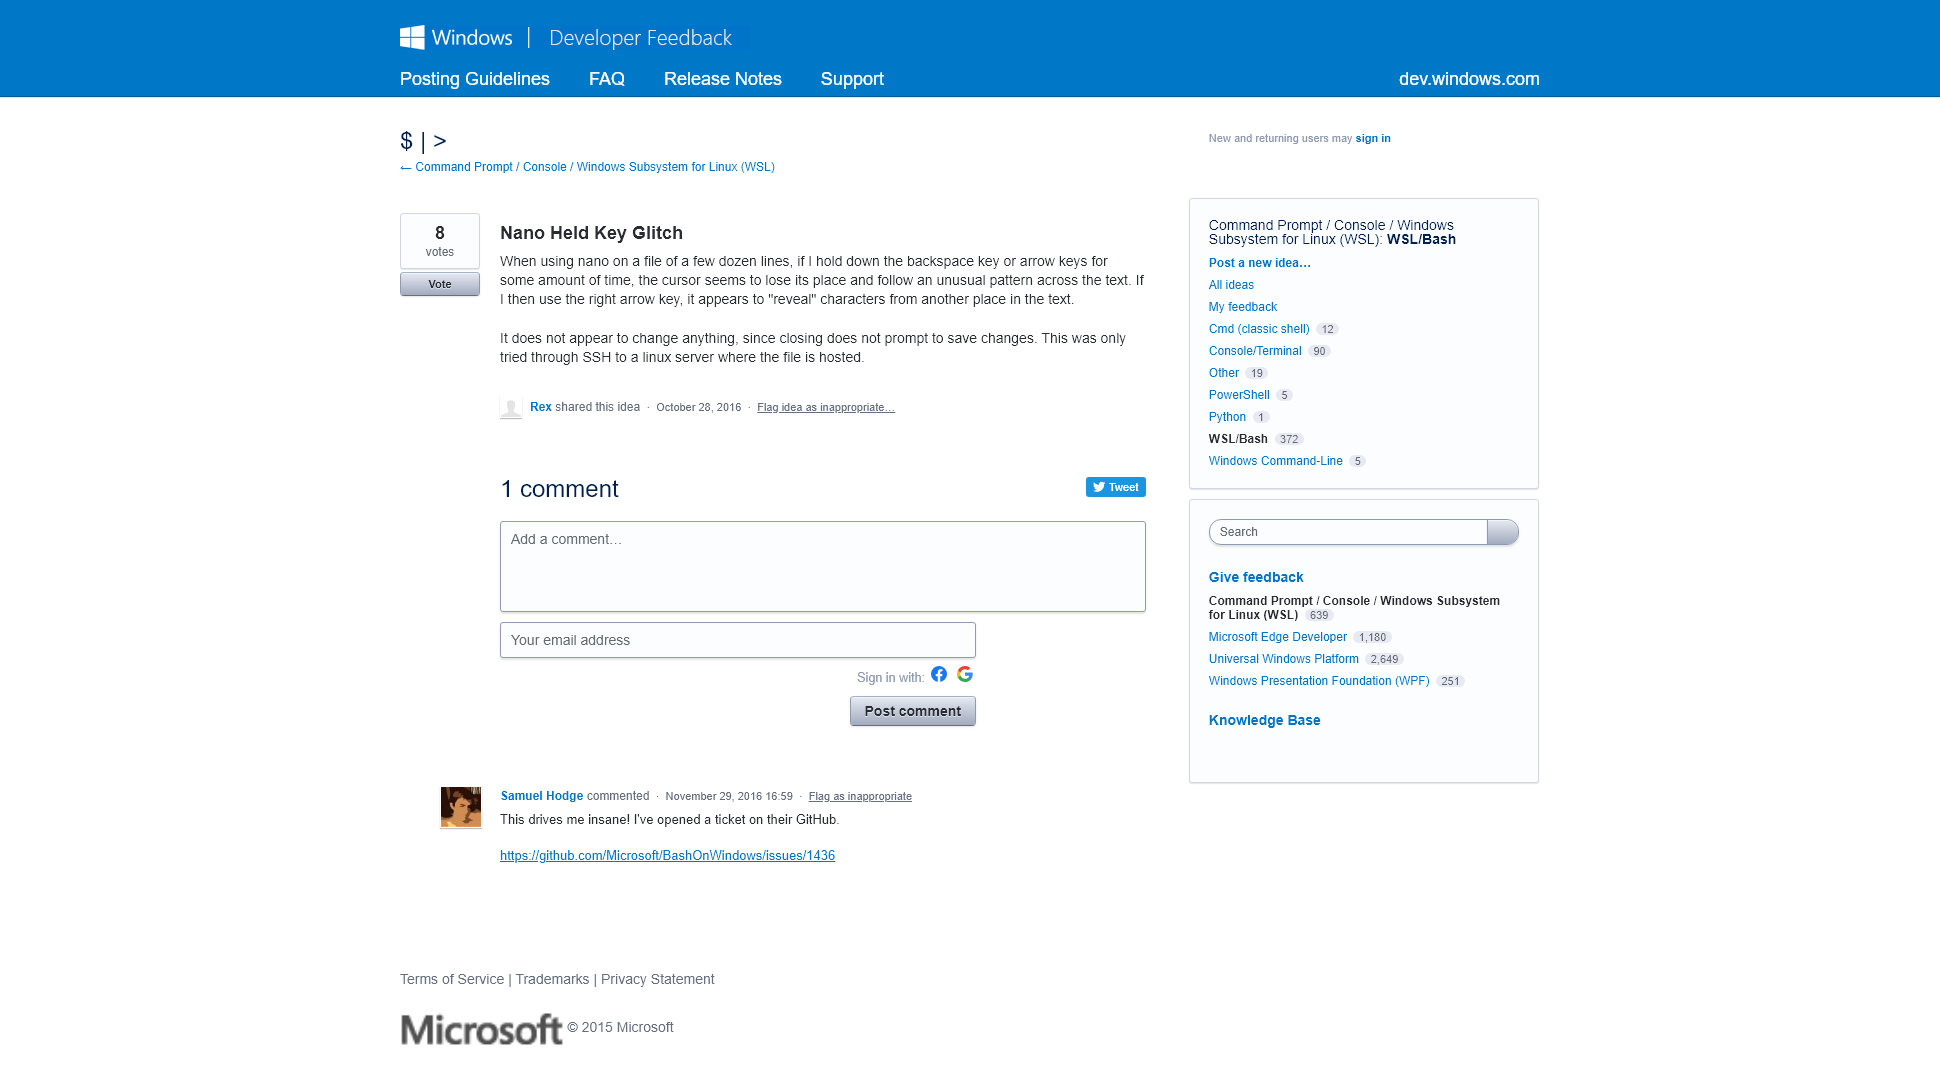 Windows | Developer Feedback
Posting Guidelines FAQ Release Notes Support dev.windows.com
$ | >
New and returning users may sign in
← Command Prompt / Console / Windows Subsystem for Linux (WSL)
8
votes
Vote
Nano Held Key Glitch
When using nano on a file of a few dozen lines, if I hold down the backspace key or arrow keys for
some amount of time, the cursor seems to lose its place and follow an unusual pattern across the text. If
I then use the right arrow key, it appears to "reveal" characters from another place in the text.
It does not appear to change anything, since closing does not prompt to save changes. This was only
tried through SSH to a linux server where the file is hosted.
Rex shared this idea · October 28, 2016 · Flag idea as inappropriate…
1 comment
Tweet
Add a comment…
Your email address
Sign in with:
Post comment
Samuel Hodge commented · November 29, 2016 16:59 · Flag as inappropriate
This drives me insane! I've opened a ticket on their GitHub.
https://github.com/Microsoft/BashOnWindows/issues/1436
Command Prompt / Console / Windows
Subsystem for Linux (WSL): WSL/Bash
Post a new idea…
All ideas
My feedback
Cmd (classic shell) 12
Console/Terminal 90
Other 19
PowerShell 5
Python 1
WSL/Bash 372
Windows Command-Line 5
Search
Give feedback
Command Prompt / Console / Windows Subsystem
for Linux (WSL) 639
Microsoft Edge Developer 1,180
Universal Windows Platform 2,649
Windows Presentation Foundation (WPF) 251
Knowledge Base
Terms of Service | Trademarks | Privacy Statement
Microsoft © 2015 Microsoft